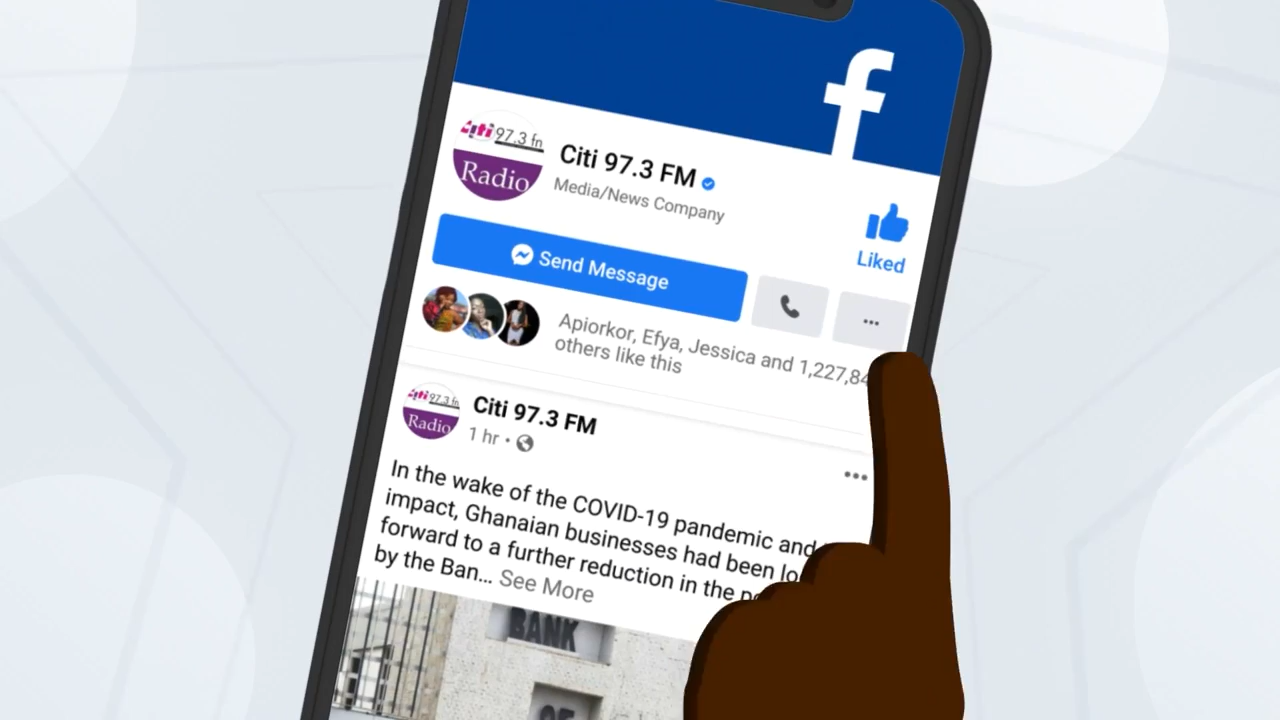 f
citi 97.3 fm
Radio
Citi 97.3 FM
Media/News Company
Liked
Send Message
Apiorkor, Efya, Jessica and 1,227,84
others like this
citi 97.3 fm
Radio
Citi 97.3 FM
1 hr •
In the wake of the COVID-19 pandemic and
impact, Ghanaian businesses had been lo
forward to a further reduction in the
by the Ban... See More
BANK
OF